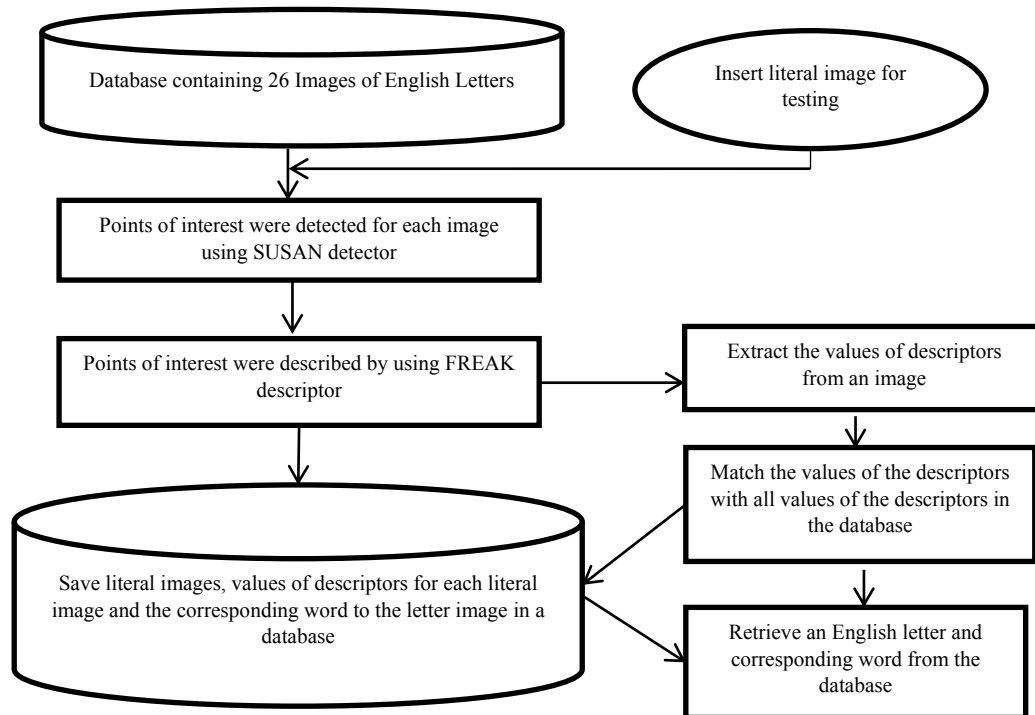 Database containing 26 Images of English Letters
Insert literal image for
testing
Points of interest were detected for each image
using SUSAN detector
Points of interest were described by using FREAK
descriptor
Extract the values of descriptors
from an image
Match the values of the descriptors
with all values of the descriptors in
the database
Save literal images, values of descriptors for each literal
image and the corresponding word to the letter image in a
database
Retrieve an English letter and
corresponding word from the
database